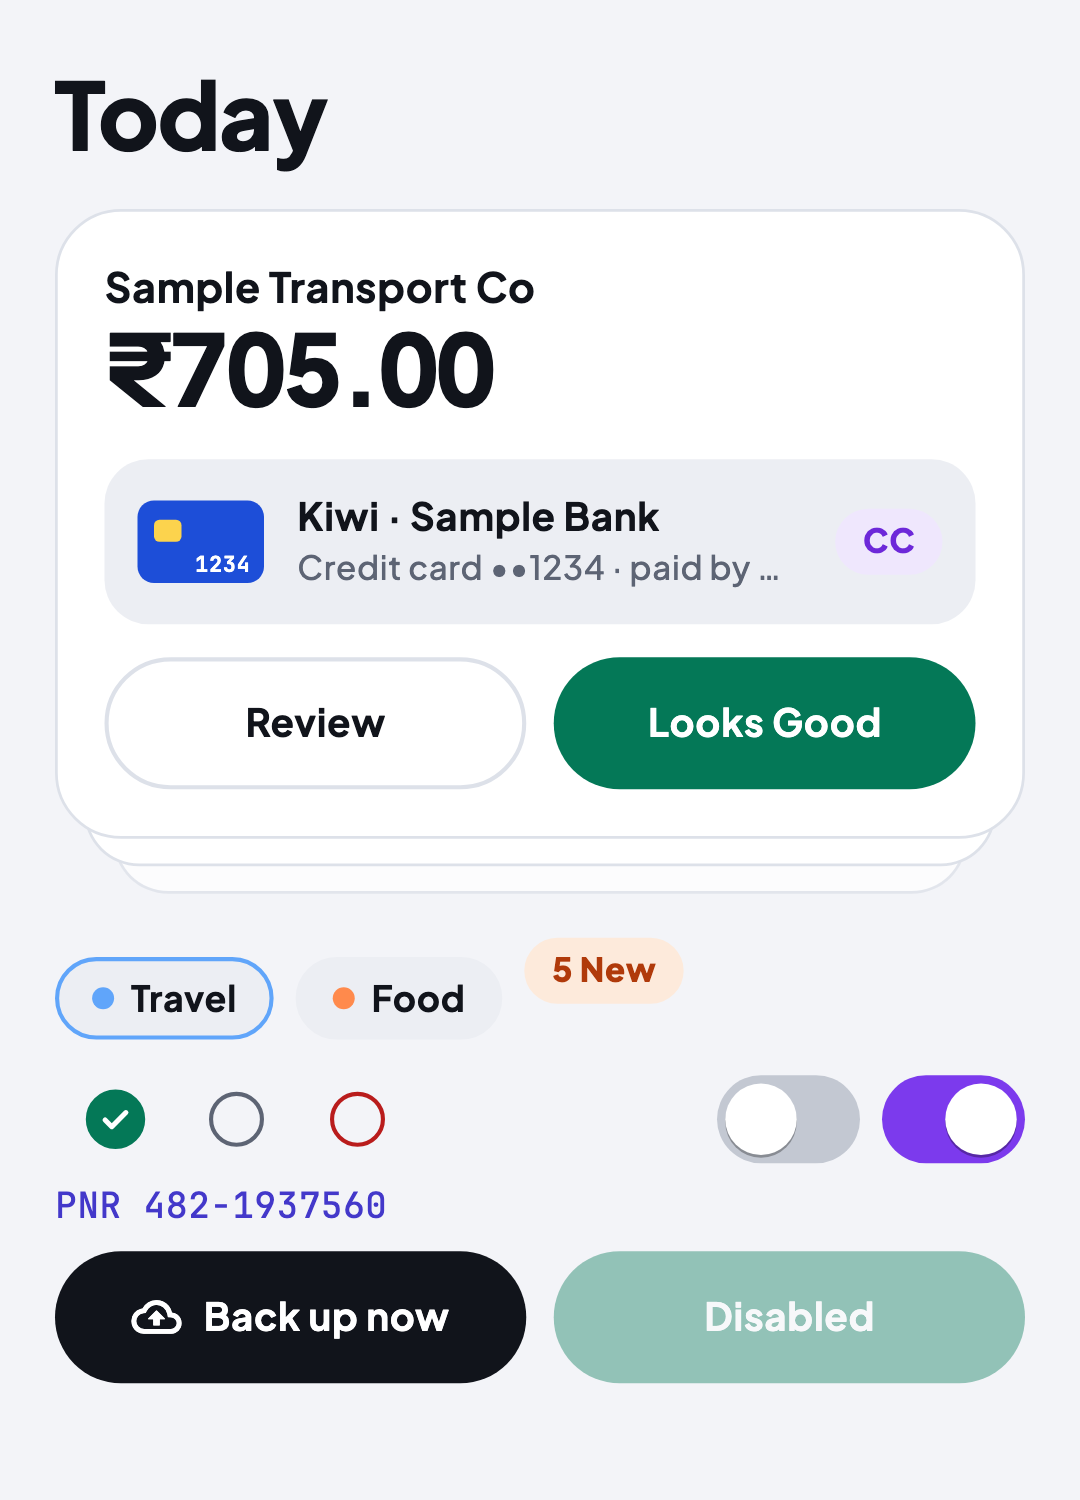 Today
Sample Transport Co
₹705.00
Kiwi · Sample Bank
1234
Credit card ••1234 · paid by …
CC
Review
Looks Good
Travel
Food
5 New
PNR 482-1937560
Back up now
Disabled